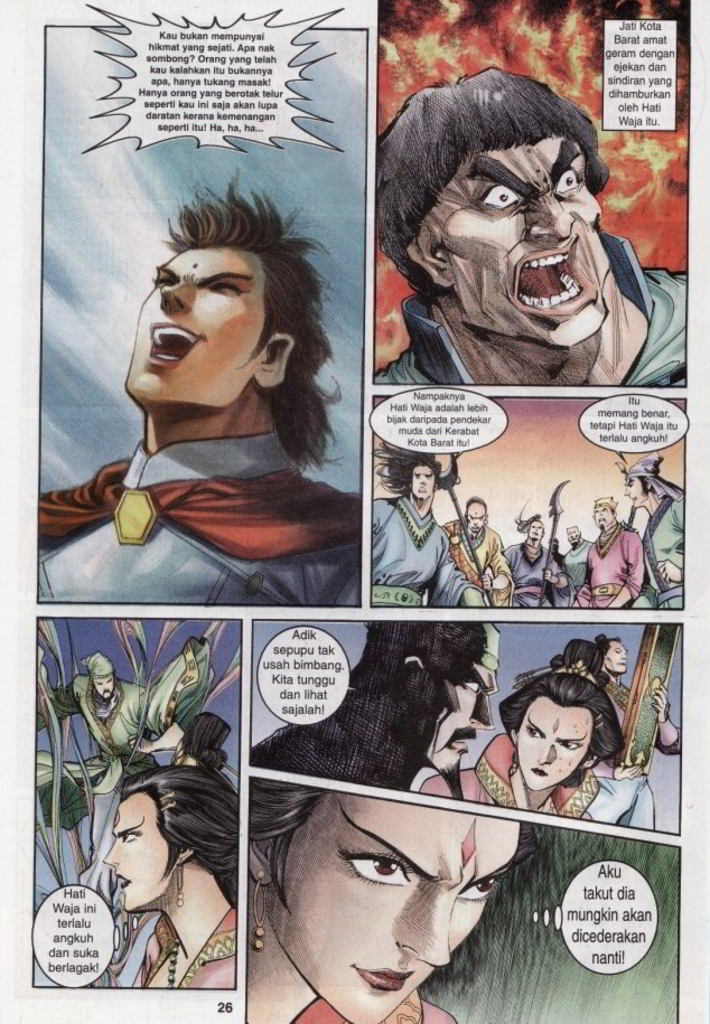 Kau bukan mempunyai
hikmat yang sejati. Apa nak
sombong? Orang yang telah
kau kalahkan itu bukannya
apa, hanya tukang masak!
Hanya orang yang berotak telur
seperti kau ini saja akan lupa
daratan kerana kemenangan
seperti itu! Ha, ha, ha...
Jati Kota
Barat amat
geram dengan
ejekan dan
sindiran yang
dihamburkan
oleh Hati
Waja itu.
Nampaknya
Hati Waja adalah lebih
bijak daripada pendekar
muda dari Kerabat
Kota Barat itu!
Itu
memang benar,
tetapi Hati Waja itu
terlalu angkuh!
Hati
Waja ini
terlalu
angkuh
dan suka
berlagak!
Adik
sepupu tak
usah bimbang.
Kita tunggu
dan lihat
sajalah!
Aku
takut dia
mungkin akan
dicederakan
nanti!
26